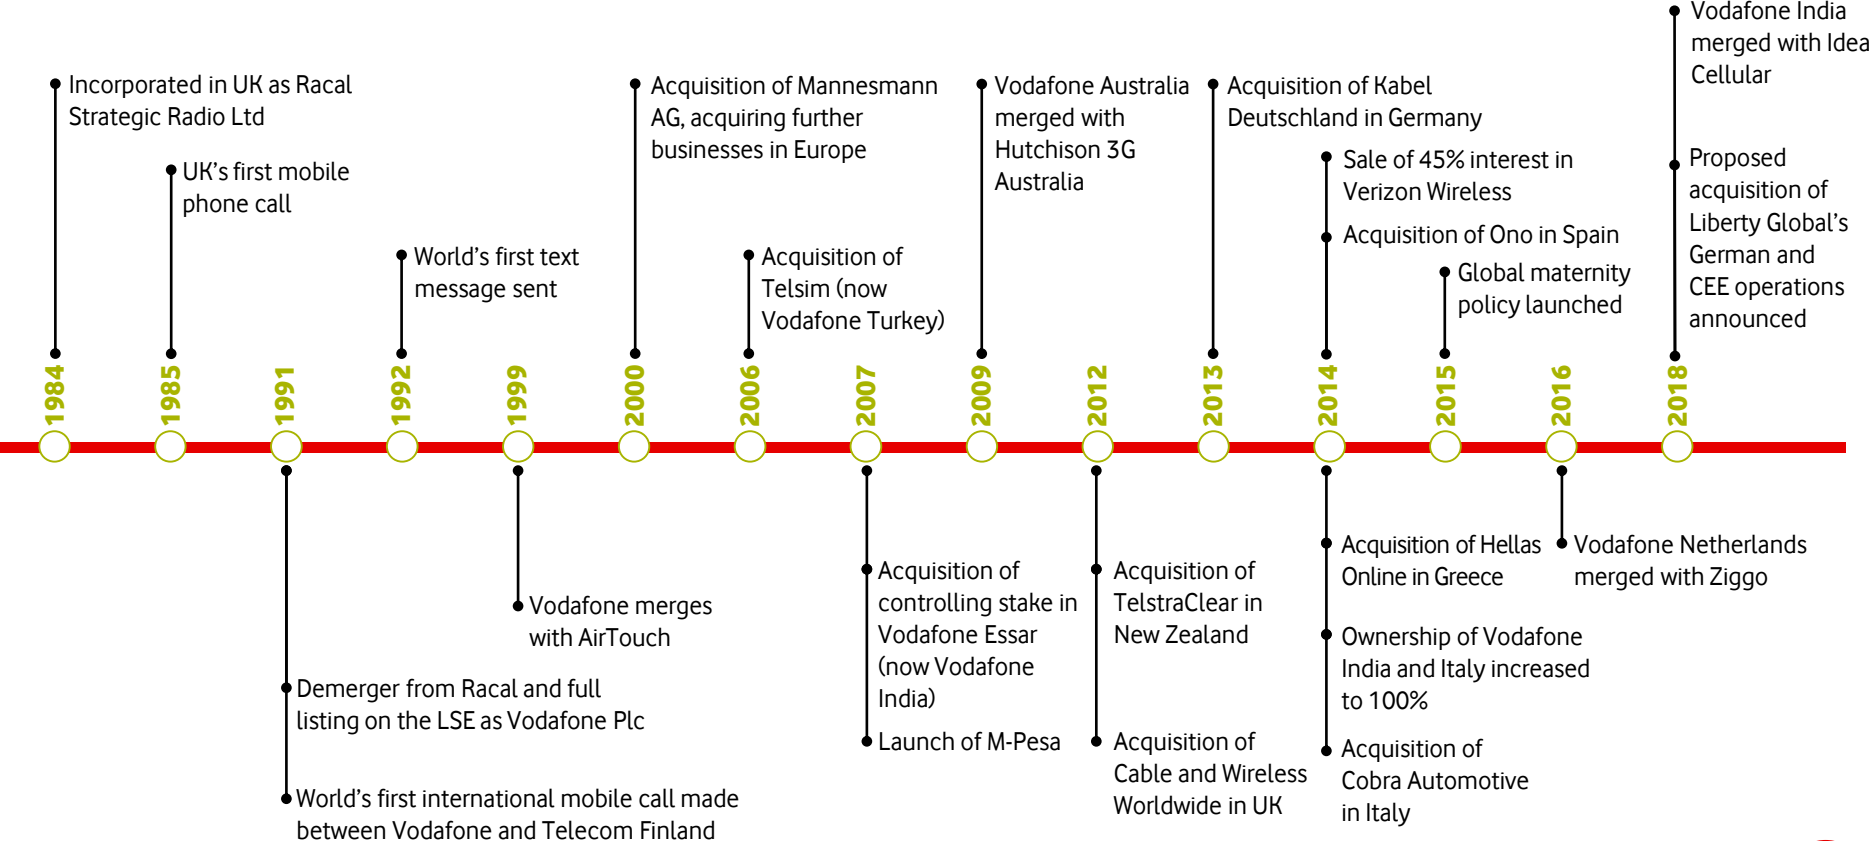 Incorporated in UK as Racal
Strategic Radio Ltd
UK’s first mobile
phone call
World’s first text
message sent
Acquisition of Mannesmann
AG, acquiring further
businesses in Europe
Acquisition of
Telsim (now
Vodafone Turkey)
Vodafone Australia
merged with
Hutchison 3G
Australia
Acquisition of Kabel
Deutschland in Germany
Sale of 45% interest in
Verizon Wireless
Acquisition of Ono in Spain
Global maternity
policy launched
Vodafone India
merged with Idea
Cellular
Proposed
acquisition of
Liberty Global’s
German and
CEE operations
announced
1984
1985
1991
1992
1999
2000
2006
2007
2009
2012
2013
2014
2015
2016
2018
Demerger from Racal and full
listing on the LSE as Vodafone Plc
World’s first international mobile call made
between Vodafone and Telecom Finland
Vodafone merges
with AirTouch
Acquisition of
controlling stake in
Vodafone Essar
(now Vodafone
India)
Launch of M-Pesa
Acquisition of
TelstraClear in
New Zealand
Acquisition of
Cable and Wireless
Worldwide in UK
Acquisition of Hellas
Online in Greece
Ownership of Vodafone
India and Italy increased
to 100%
Acquisition of
Cobra Automotive
in Italy
Vodafone Netherlands
merged with Ziggo